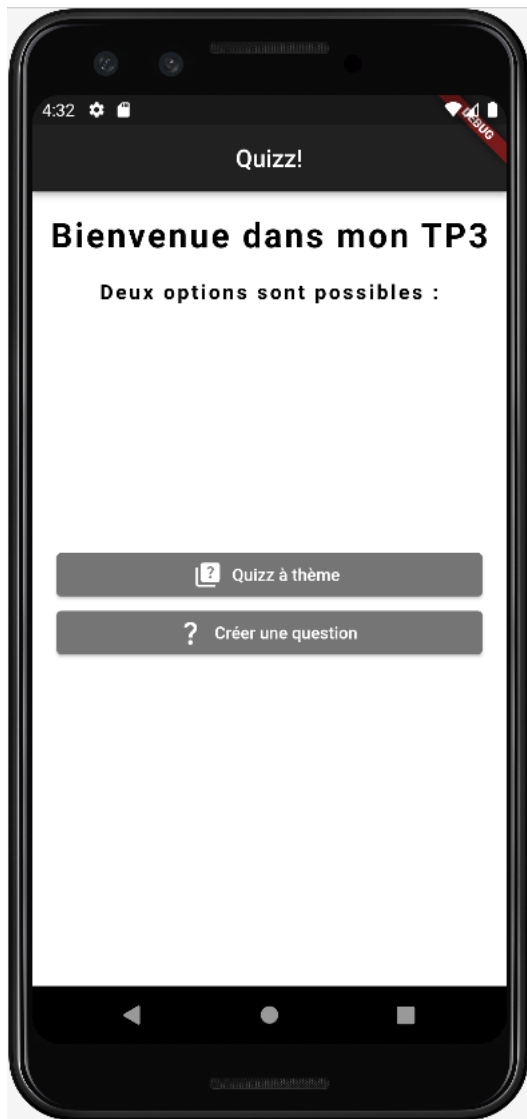 4:32
DEBUG
Quizz!
Bienvenue dans mon TP3
Deux options sont possibles :
Quizz à thème
Créer une question